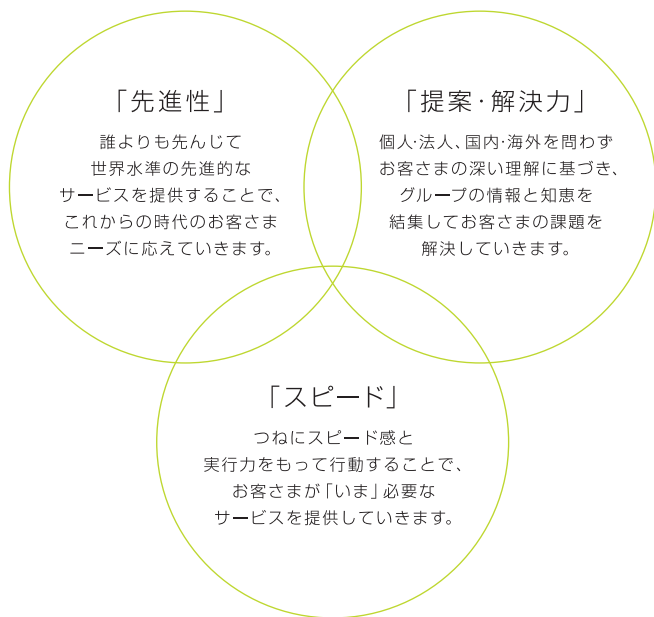 「先進性」
誰よりも先んじて
世界水準の先進的な
サービスを提供することで、
これからの時代のお客さま
ニーズに応えていきます。
「提案・解決力」
個人・法人、国内・海外を問わず
お客さまの深い理解に基づき、
グループの情報と知恵を
結集してお客さまの課題を
解決していきます。
「スピード」
つねにスピード感と
実行力をもって行動することで、
お客さまが「いま」必要な
サービスを提供していきます。